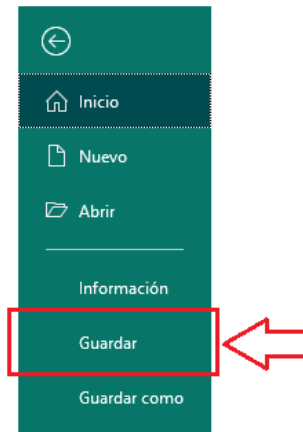 Inicio
Nuevo
Abrir
Información
Guardar
Guardar como